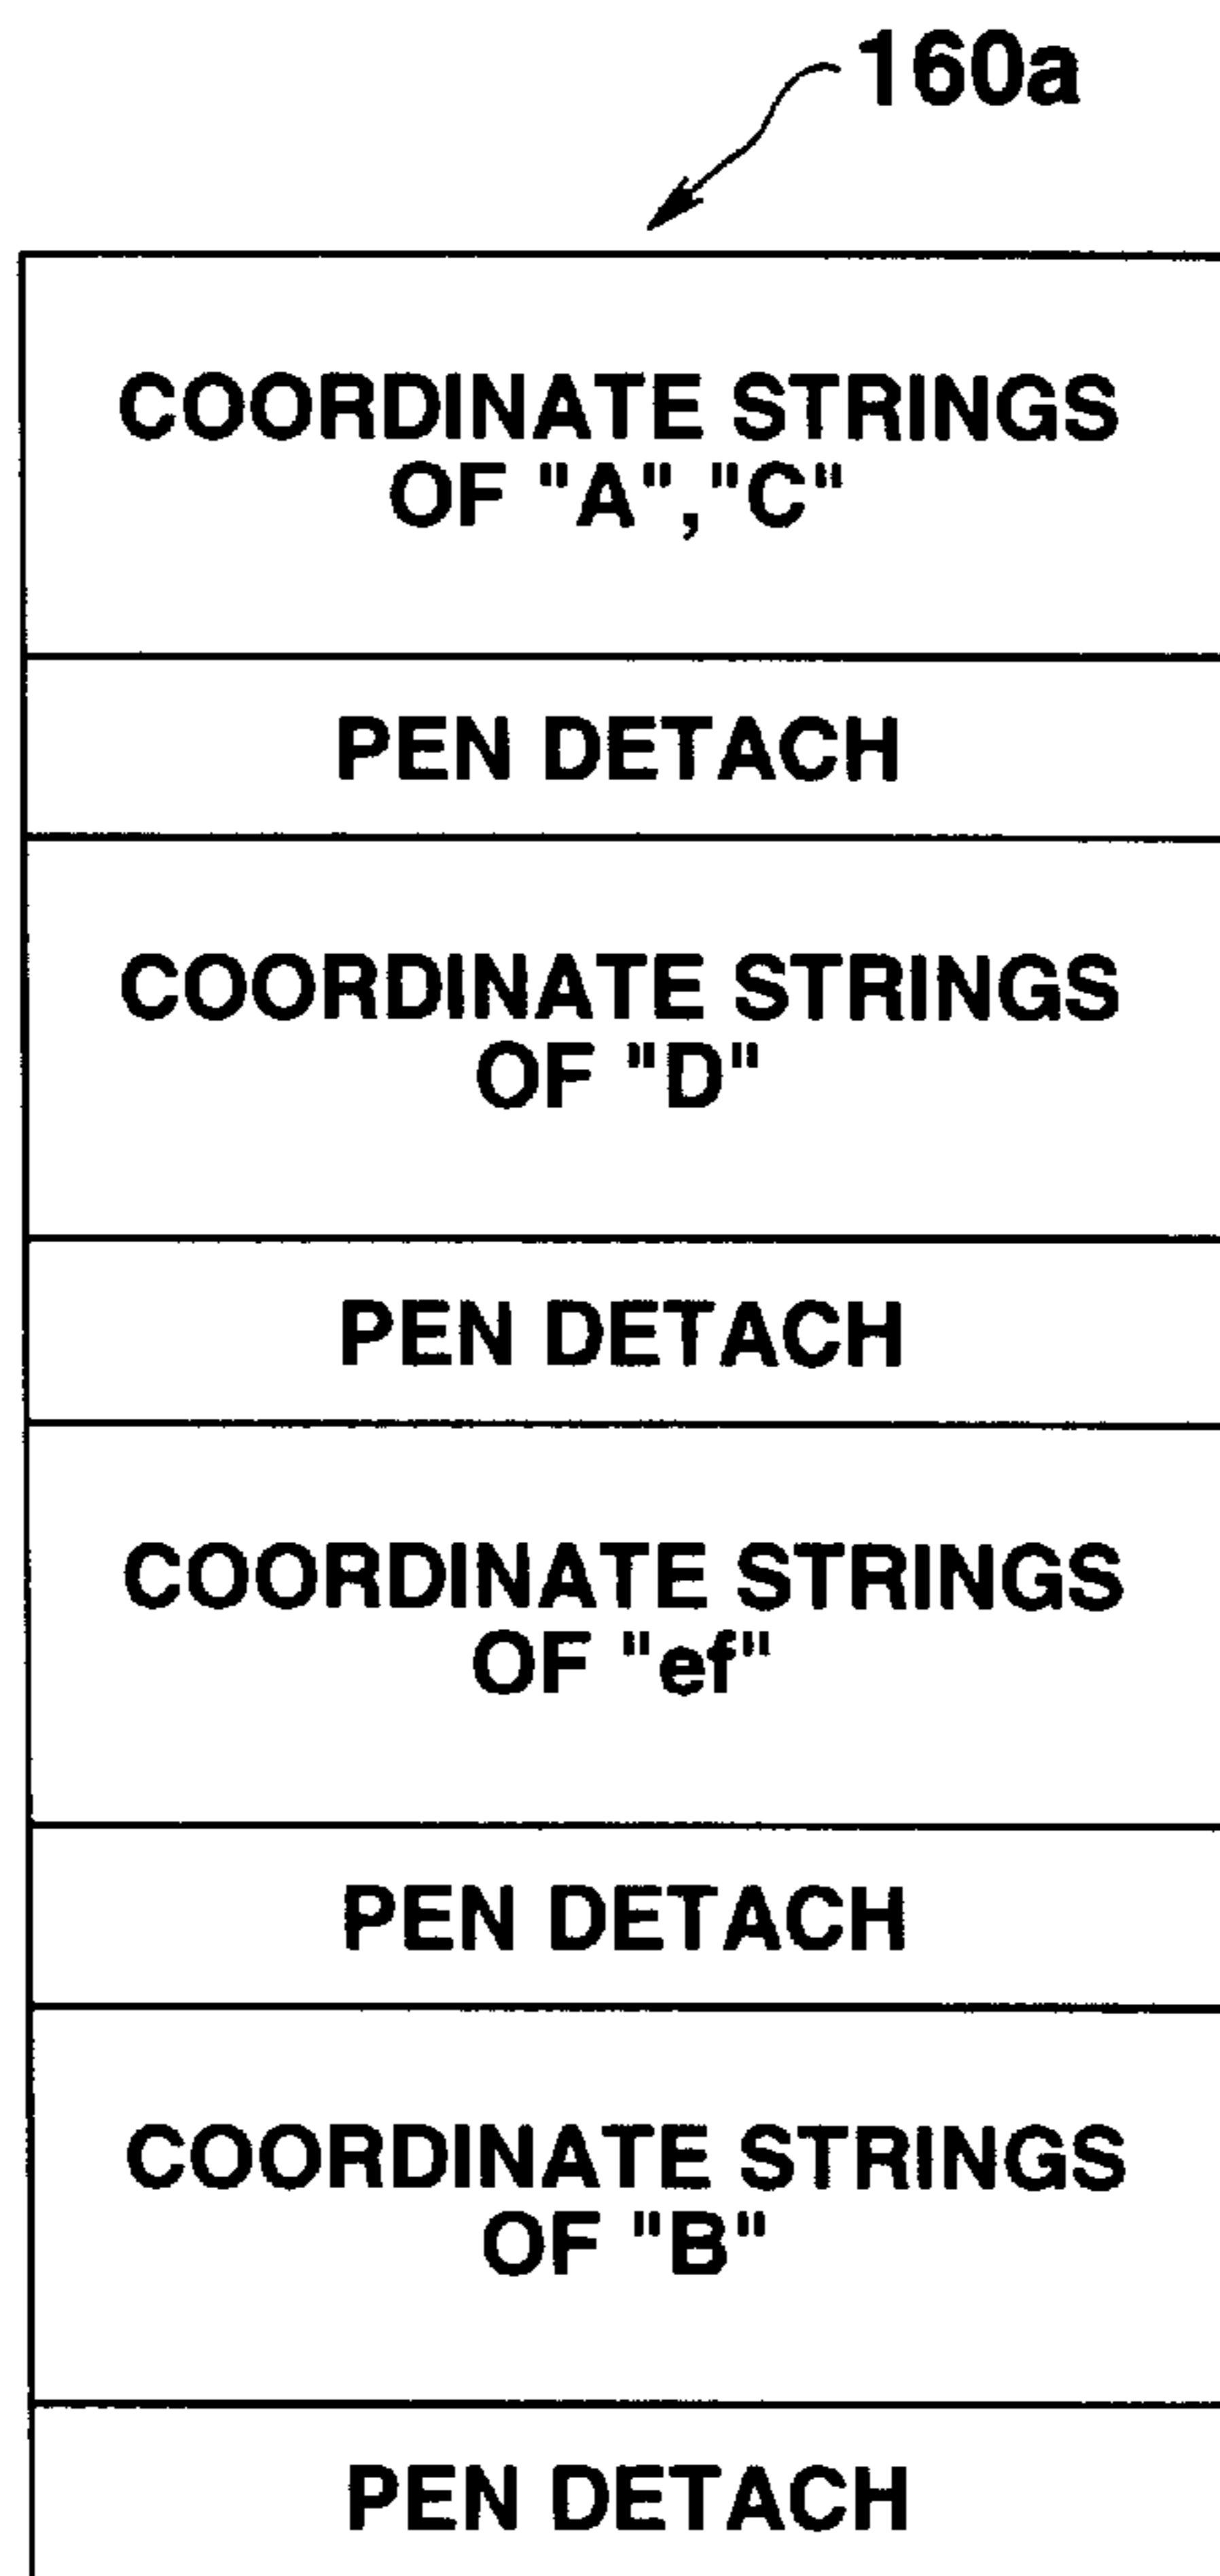 160a
COORDINATE STRINGS
OF "A","C"
PEN DETACH
COORDINATE STRINGS
OF "D"
PEN DETACH
COORDINATE STRINGS
OF "ef"
PEN DETACH
COORDINATE STRINGS
OF "B"
PEN DETACH